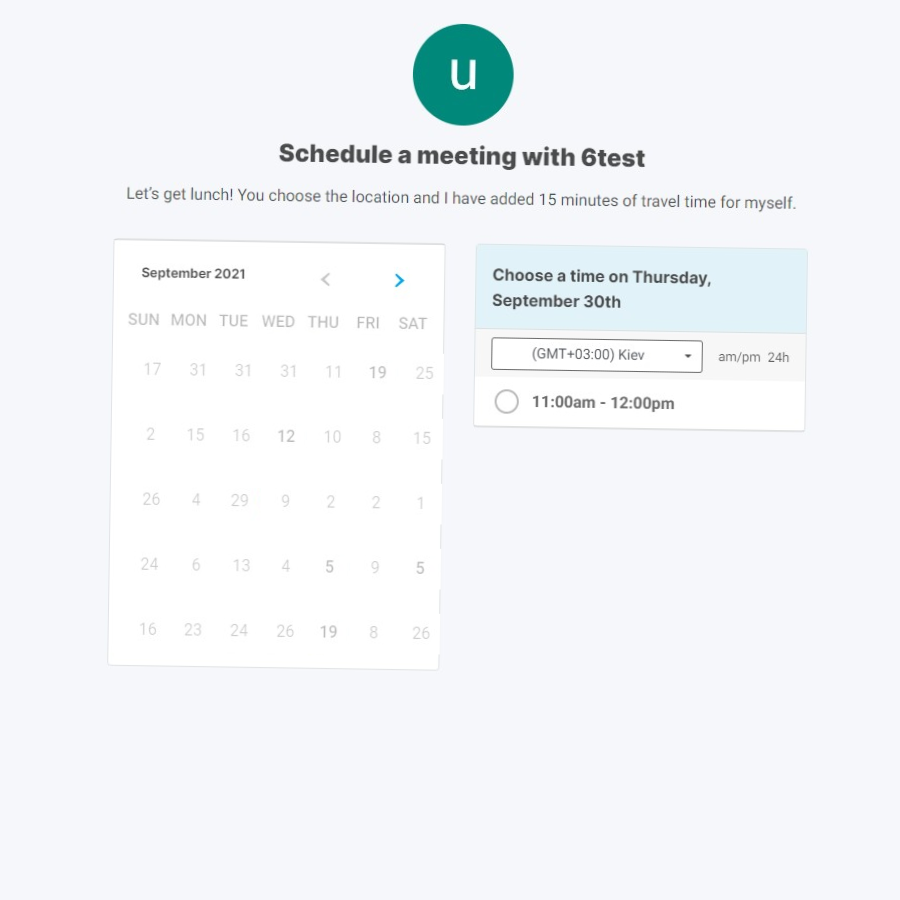 u
Schedule a meeting with 6test
Let's get lunch! You choose the location and I have added 15 minutes of travel time for myself.
September 2021
SUN MON TUE WED THU FRI SAT
17 31 31 31 11 19 25
2 15 16 12 10 8 15
26 4 29 9 2 2 1
24 6 13 4 5 9 5
16 23 24 26 19 8 26
Choose a time on Thursday,
September 30th
(GMT+03:00) Kiev am/pm 24h
11:00am - 12:00pm